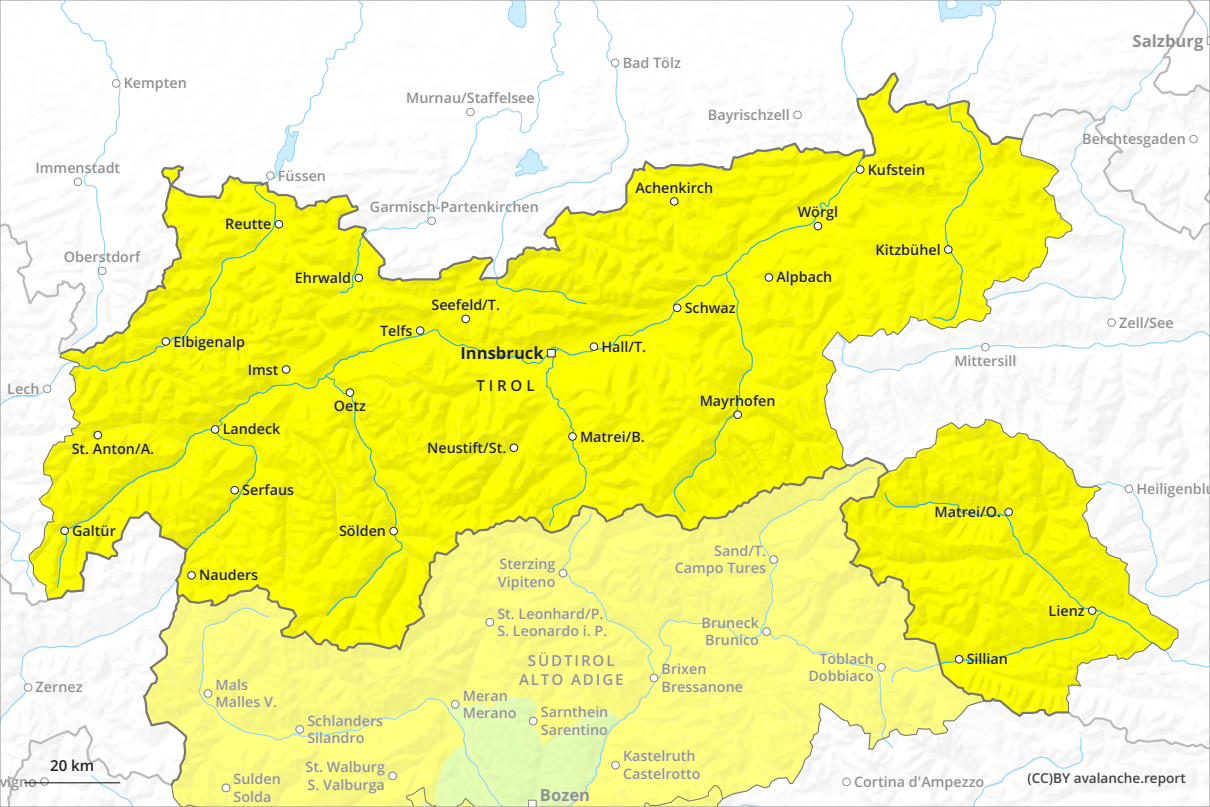 Salzburg
Bad Tölz
Kempten
Murnau/Staffelsee
Bayrischzell
Berchtesgaden
Immenstadt
Füssen
Kufstein
Achenkirch
Garmisch-Partenkirchen
Wörgl
Reutte
Kitzbühel
Oberstdorf
Ehrwald
Alpbach
Seefeld/T.
Schwaz
Zell/See
Telfs
Elbigenalp
Innsbruck
Hall/T.
Mittersill
Imst
TIROL
Lech
Oetz
Mayrhofen
Landeck
Matrei/B.
St. Anton/A.
Neustift/St.
Serfaus
Heiligenblu
Matrei/O.
Galtür
Sölden
Sand/T.
Campo Tures
Sterzing
Vipiteno
Nauders
Lienz
St. Leonhard/P.
S. Leonardo i. P.
Bruneck
Brunico
Toblach
Dobbiaco
Sillian
SÜDTIROL
ALTO ADIGE
Brixen
Bressanone
Zernez
Mals
Malles V.
Meran
Merano
Sarnthein
Sarentino
Schlanders
Silandro
Kastelruth
Castelrotto
20 km
St. Walburg
S. Valburga
Sulden
Solda
vigno
Cortina d'Ampezzo
(CC)BY avalanche.report
Bozen